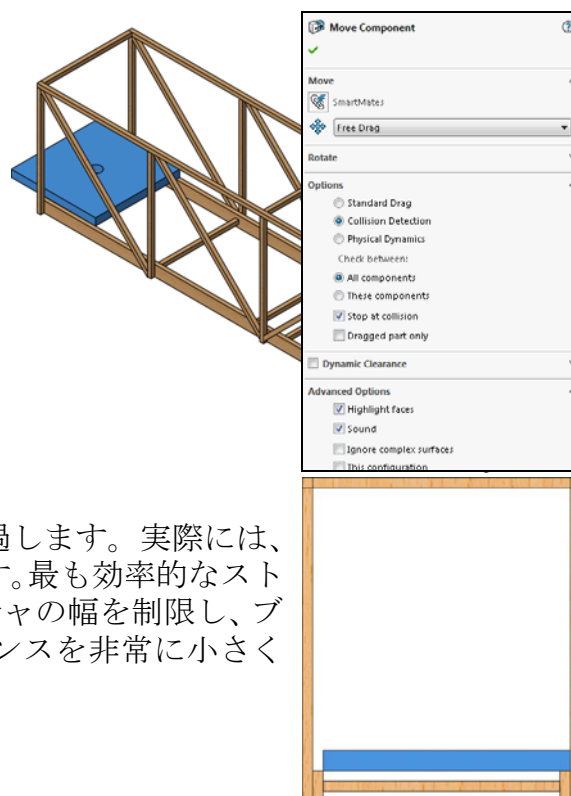 Move Component
Move
SmartMates
Free Drag
Rotate
Options
Standard Drag
Collision Detection
Physical Dynamics
Check between:
All components
These components
Stop at collision
Dragged part only
Dynamic Clearance
Advanced Options
Highlight faces
Sound
Ignore complex surfaces
This configuration
過します。実際には、
す。最も効率的なスト
チャの幅を制限し、ブ
ンスを非常に小さく